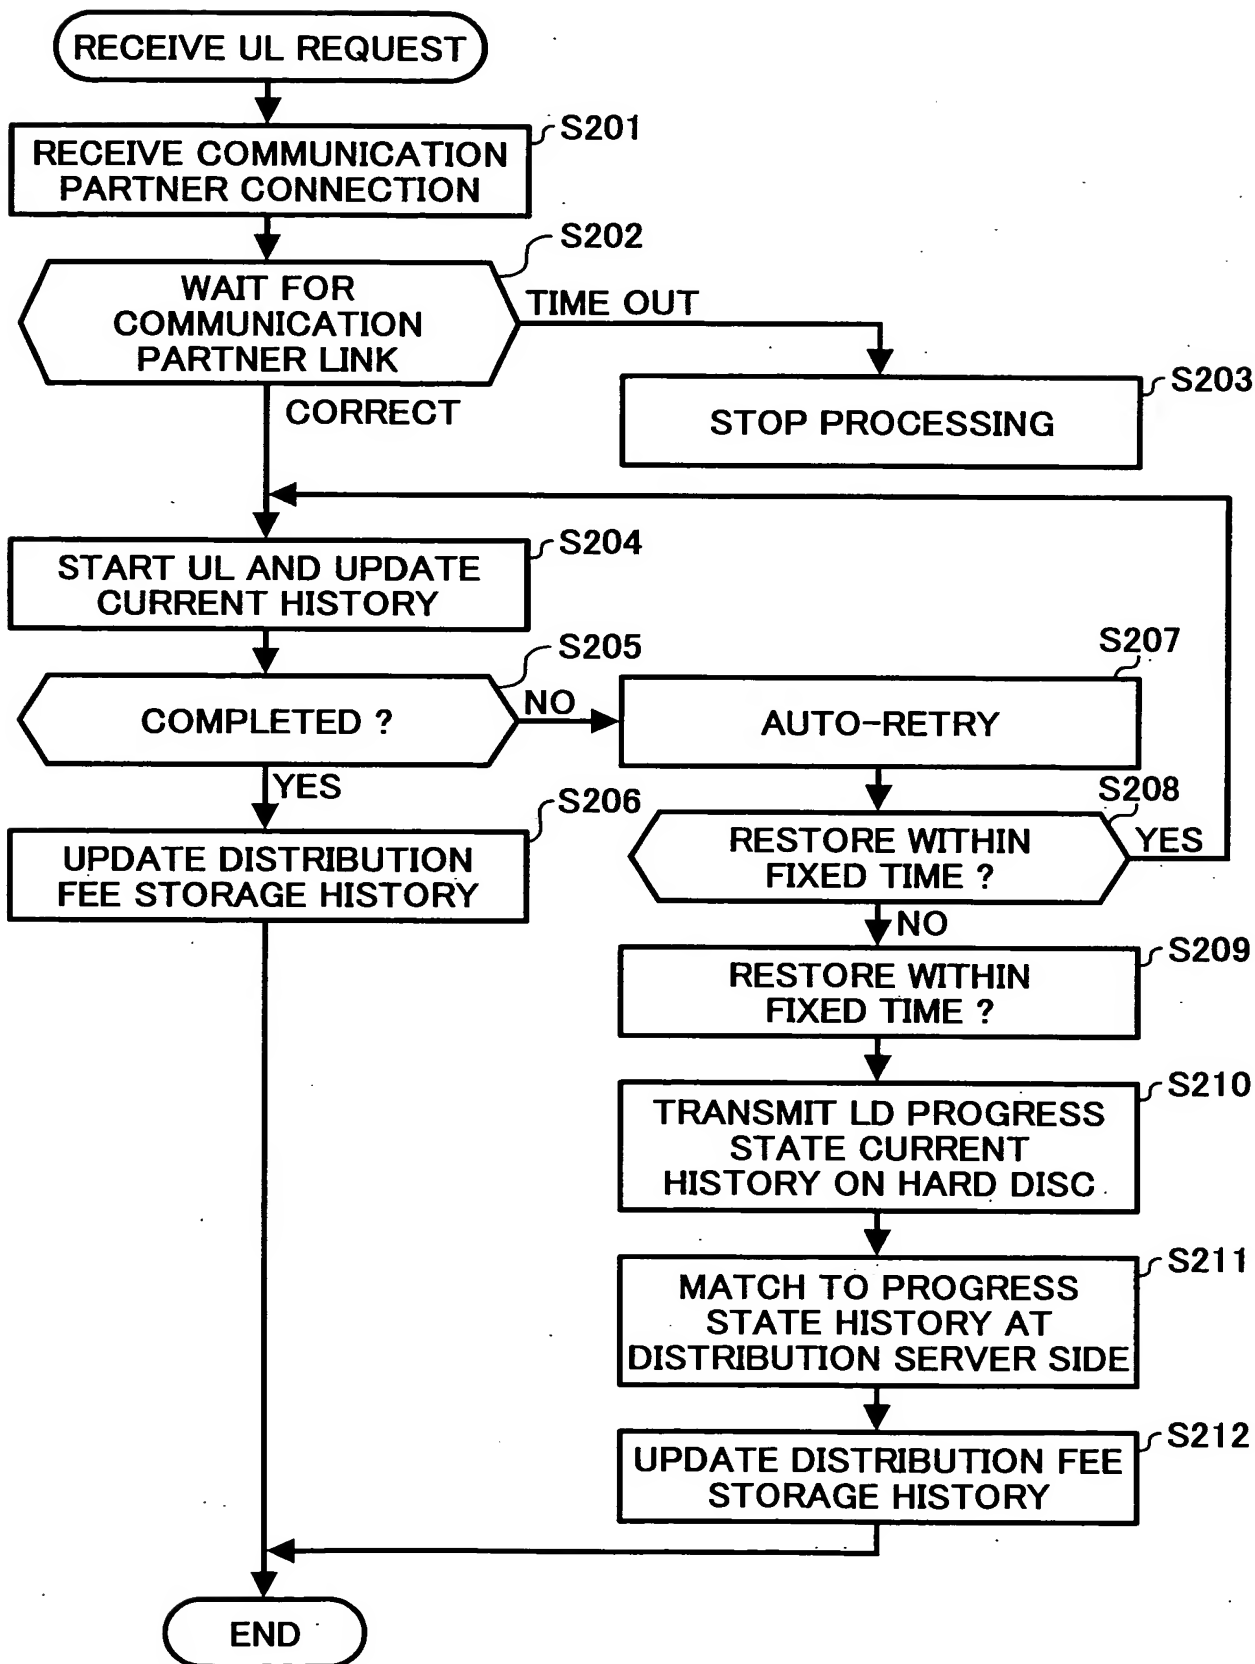 RECEIVE UL REQUEST
S201
RECEIVE COMMUNICATION
PARTNER CONNECTION
S202
WAIT FOR
COMMUNICATION
PARTNER LINK
TIME OUT
S203
STOP PROCESSING
CORRECT
S204
START UL AND UPDATE
CURRENT HISTORY
S205
COMPLETED ?
NO
S207
AUTO-RETRY
YES
S206
UPDATE DISTRIBUTION
FEE STORAGE HISTORY
S208
RESTORE WITHIN
FIXED TIME ?
YES
NO
S209
RESTORE WITHIN
FIXED TIME ?
S210
TRANSMIT LD PROGRESS
STATE CURRENT
HISTORY ON HARD DISC
S211
MATCH TO PROGRESS
STATE HISTORY AT
DISTRIBUTION SERVER SIDE
S212
UPDATE DISTRIBUTION FEE
STORAGE HISTORY
END